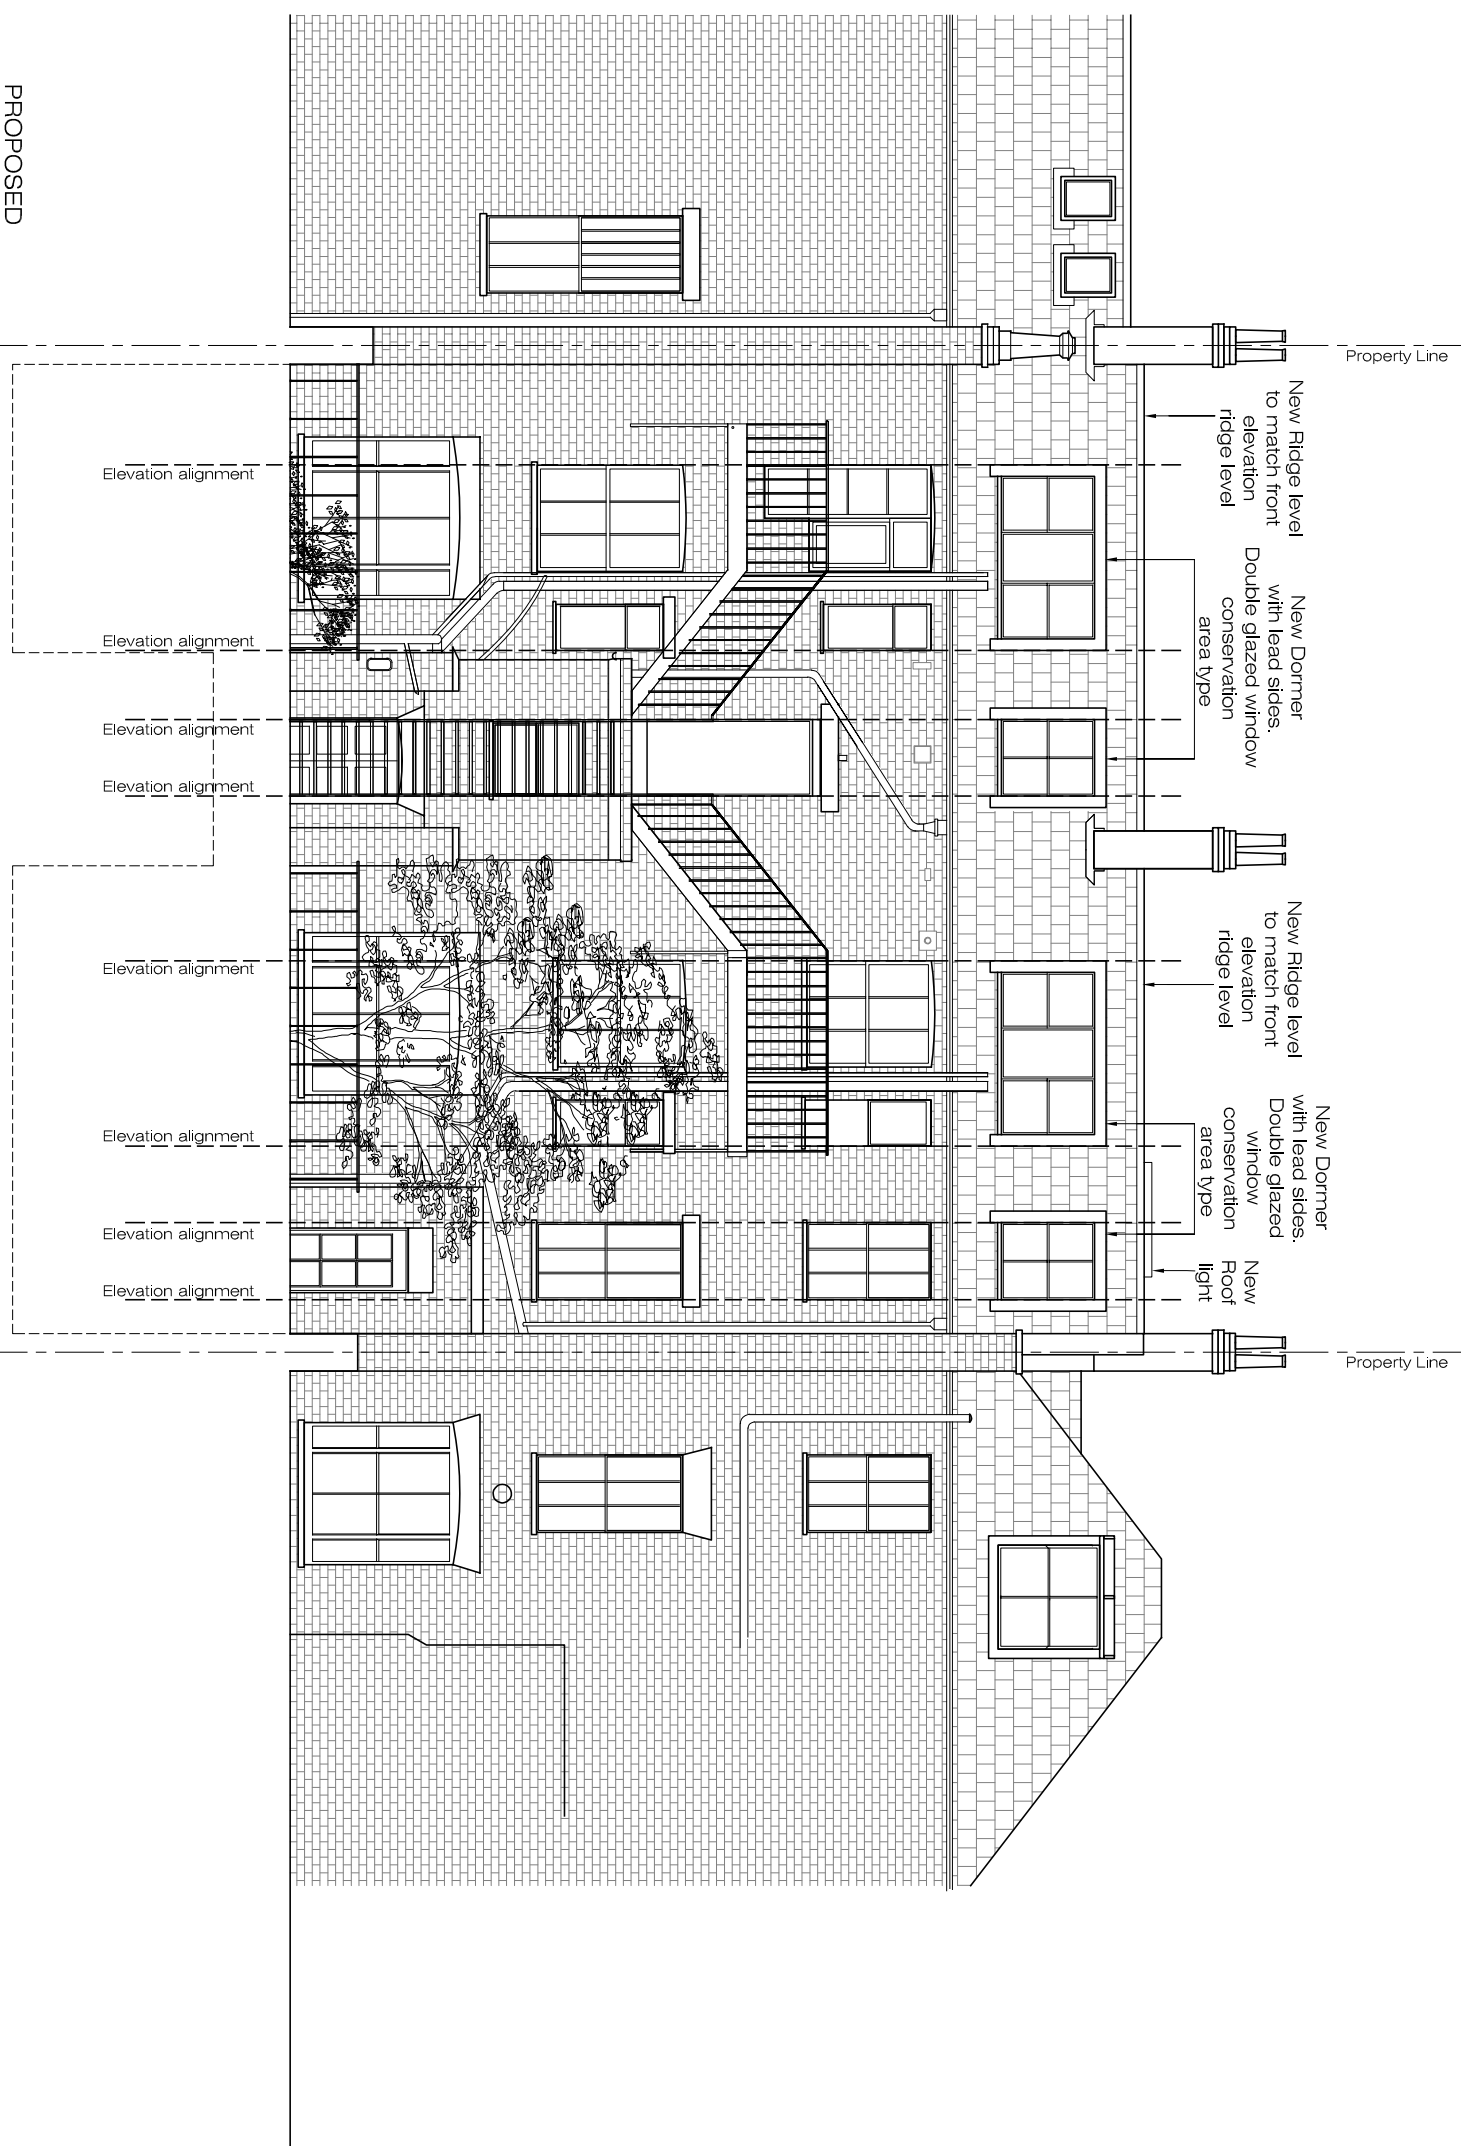 Property Line
Property Line
New Ridge level
to match front
elevation
ridge level
New Dormer
with lead sides.
Double glazed window
conservation
area type
New Ridge level
to match front
elevation
ridge level
New Dormer
with lead sides.
Double glazed
window
conservation
area type
New
Roof
light
Elevation alignment
Elevation alignment
Elevation alignment
Elevation alignment
Elevation alignment
Elevation alignment
Elevation alignment
Elevation alignment
PROPOSED